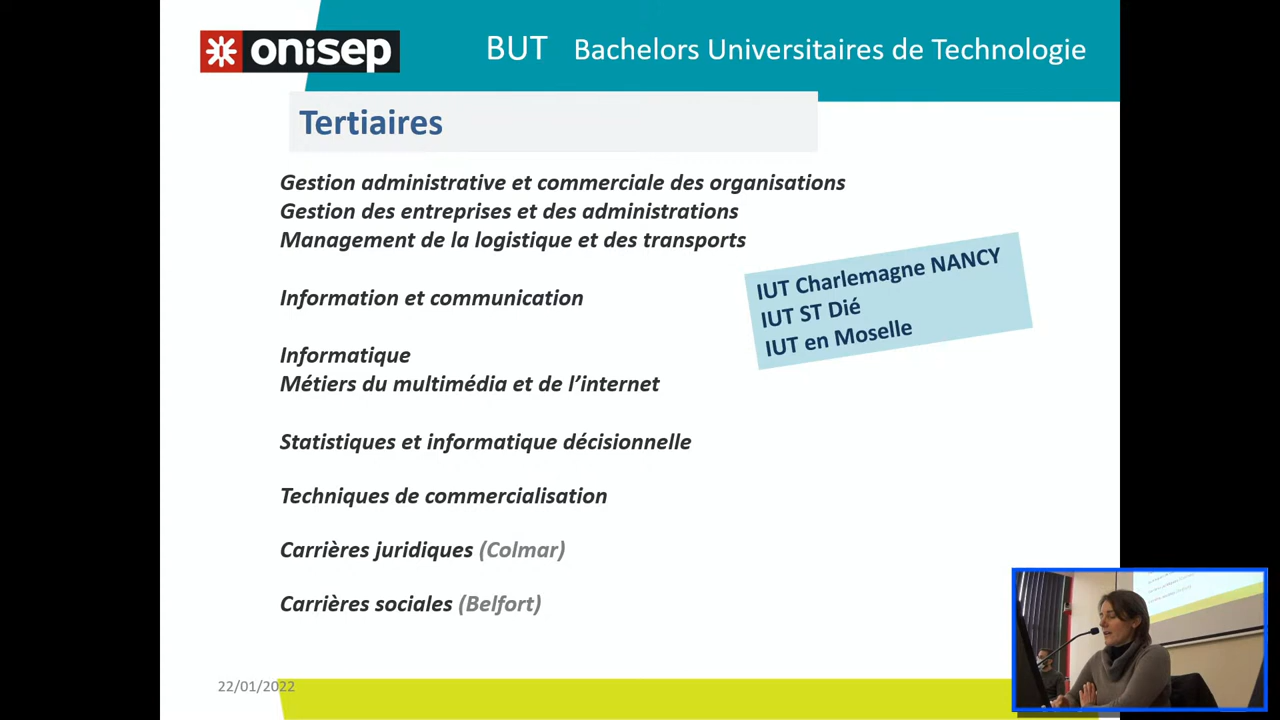 onisep
BUT Bachelors Universitaires de Technologie
Tertiaires
Gestion administrative et commerciale des organisations
Gestion des entreprises et des administrations
Management de la logistique et des transports
Information et communication
Informatique
Métiers du multimédia et de l’internet
Statistiques et informatique décisionnelle
Techniques de commercialisation
Carrières juridiques (Colmar)
Carrières sociales (Belfort)
IUT Charlemagne NANCY
IUT ST Dié
IUT en Moselle
22/01/2022